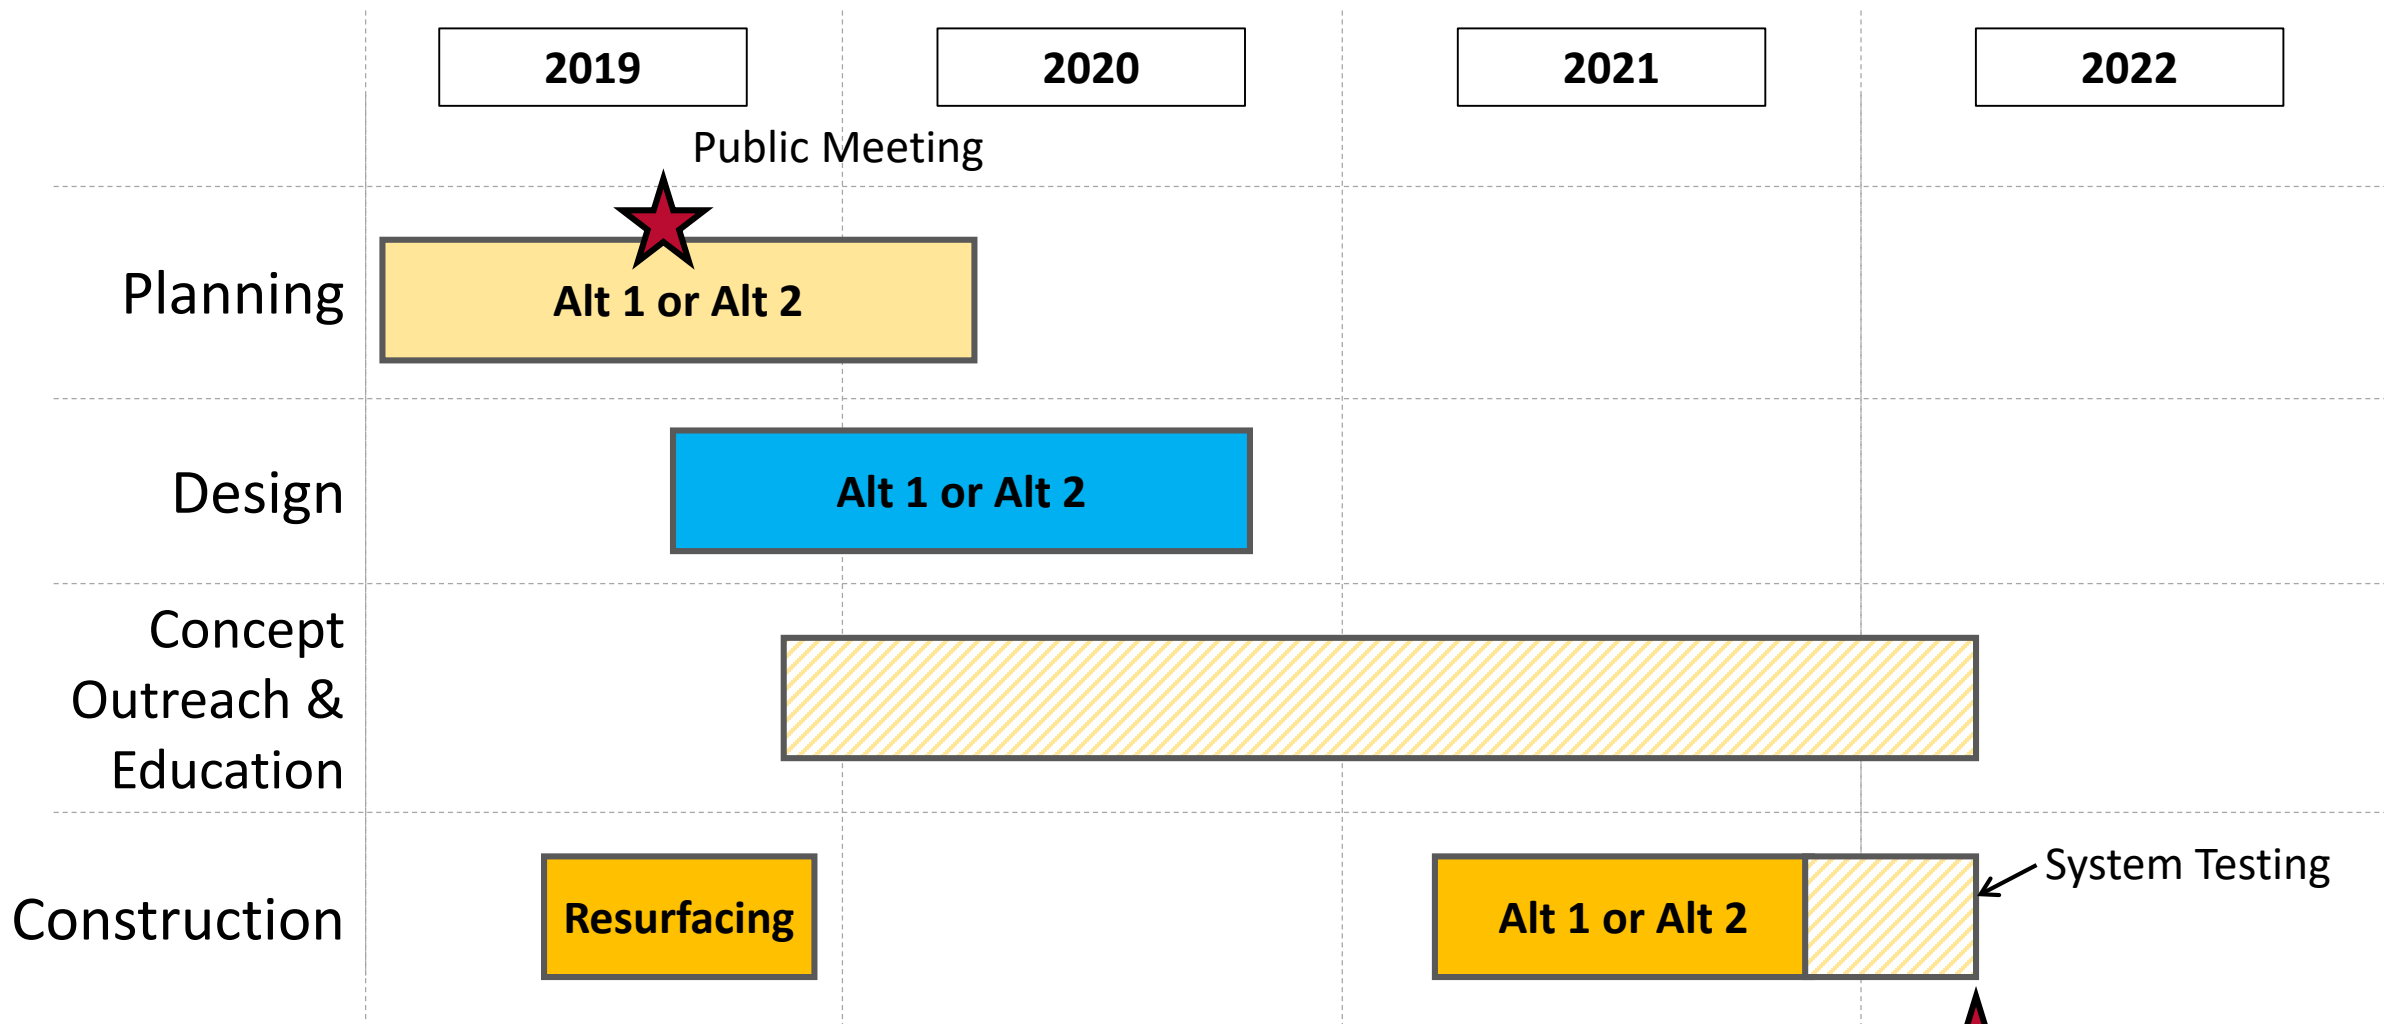 2019
2020
2021
2022
Public Meeting
Planning
Alt 1 or Alt 2
Design
Alt 1 or Alt 2
Concept
Outreach &
Education
Construction
Resurfacing
Alt 1 or Alt 2
System Testing